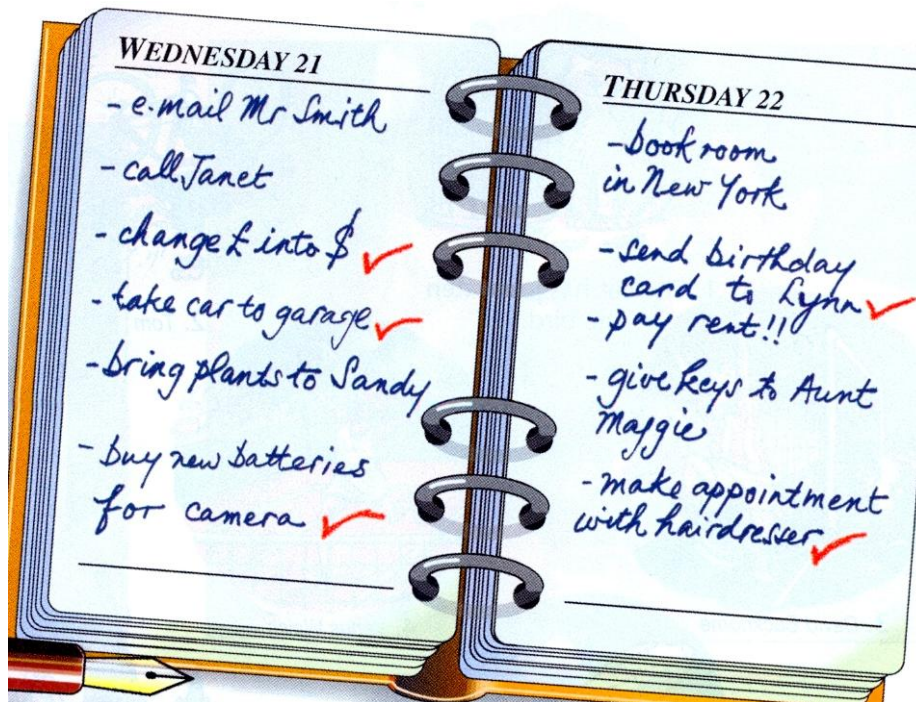 WEDNESDAY 21
- e.mail Mr Smith
- call Janet
- change £ into $
- take car to garage
- bring plants to Sandy
- buy new batteries
for camera
THURSDAY 22
- book room
in New York
- send birthday
card to Lynn
- pay rent!!
- give keys to Aunt
Maggie
- make appointment
with hairdresser